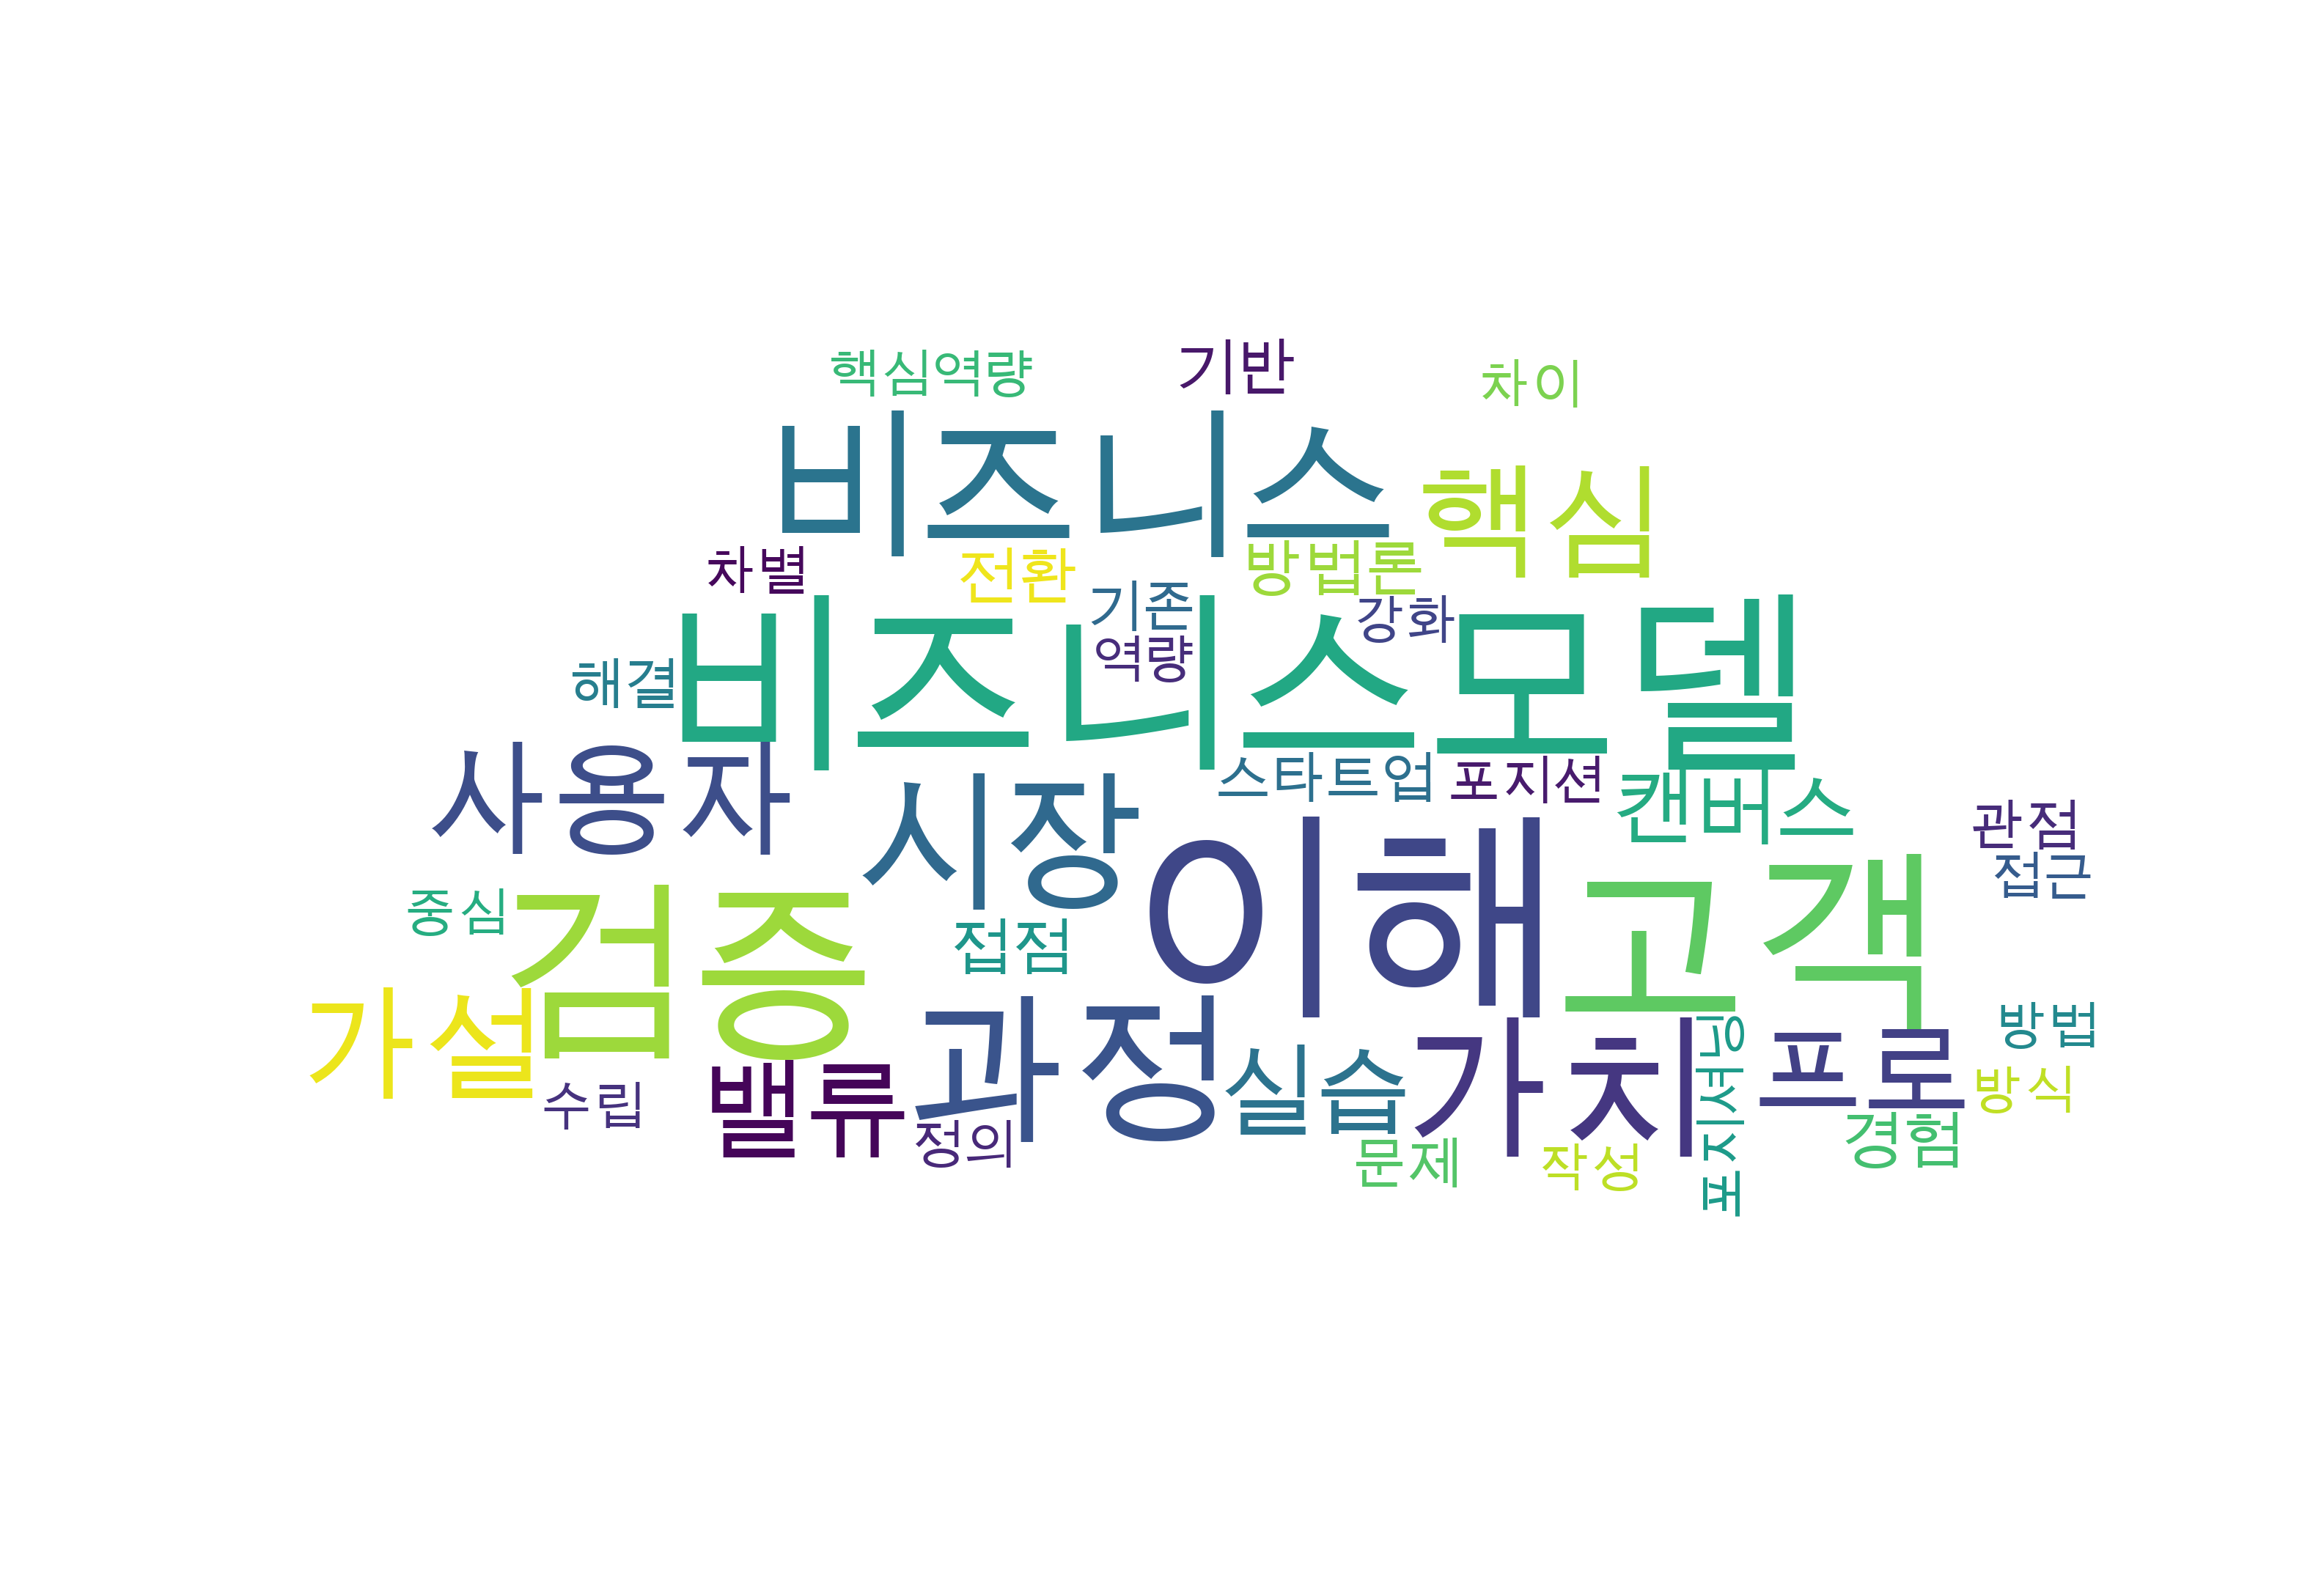 핵심역량
기반
차이
비즈니스
핵심
차별
전환
방법론
기존
강화
역량
비즈니스모델
해결
사용자
시장
스타트업
포지션
캔버스
관점
접근
이해
고객
중심
검증
접점
가설
과정
실습
가치
포지셔닝
프로
방법
방식
수립
밸류
정의
문제
작성
경험